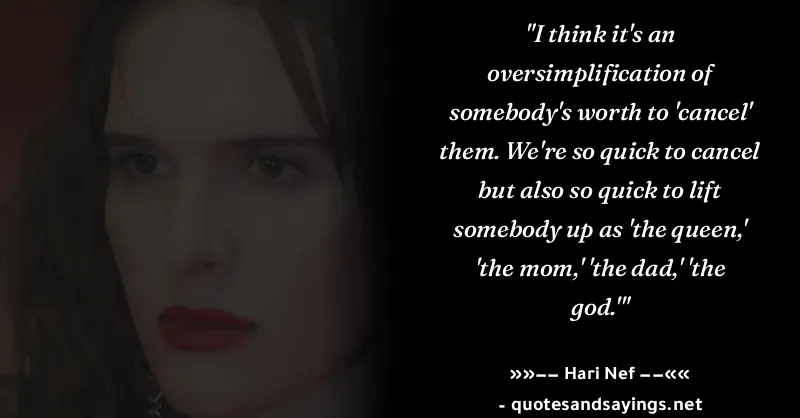 "I think it's an
oversimplification of
somebody's worth to 'cancel'
them. We're so quick to cancel
but also so quick to lift
somebody up as 'the queen,'
'the mom,' 'the dad,' 'the
god.'"
»»−− Hari Nef −−««
- quotesandsayings.net